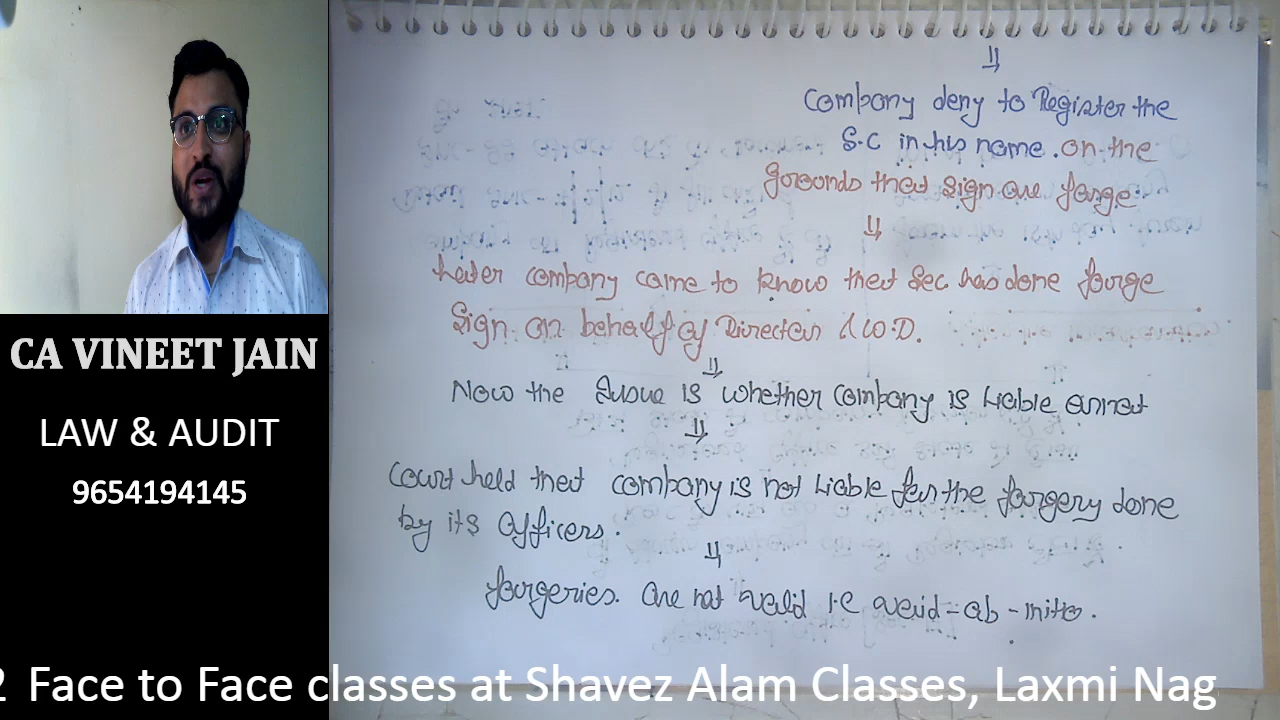 Company deny to Register the
S.C in his name. on the
grounds that sign are forge
Later company came to know that Sec has done forge
Sign on behalf of Director & W.D.
Now the Issue is whether company is Liable or not
Court held that company is not Liable for the forgery done
by its officers.
forgeries. are not valid i.e void-ab-initio.
CA VINEET JAIN
LAW & AUDIT
9654194145
2 Face to Face classes at Shavez Alam Classes, Laxmi Nag